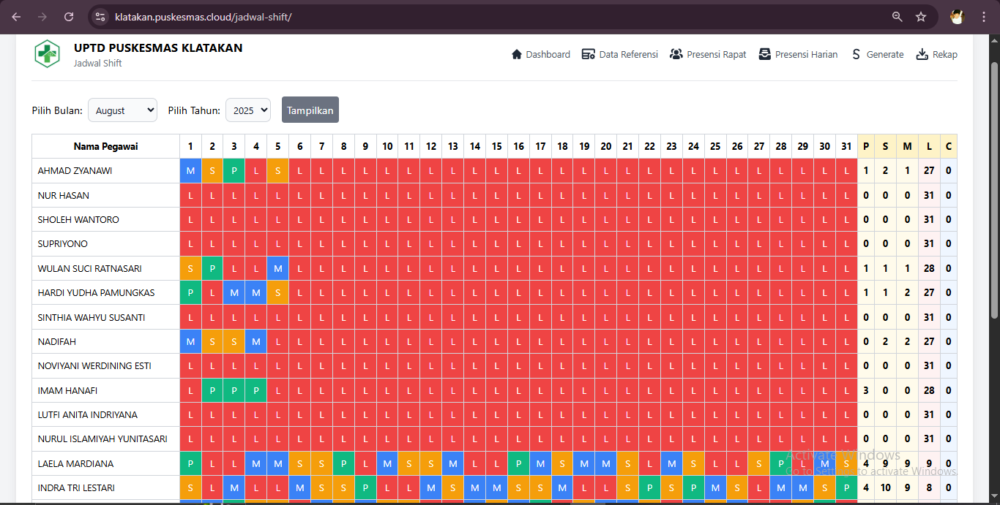 klatakan.puskesmas.cloud/jadwal-shift/
UPTD PUSKESMAS KLATAKAN
Jadwal Shift
Dashboard Data Referensi Presensi Rapat Presensi Harian Generate Rekap
Pilih Bulan: August Pilih Tahun: 2025 Tampilkan
Nama Pegawai 1 2 3 4 5 6 7 8 9 10 11 12 13 14 15 16 17 18 19 20 21 22 23 24 25 26 27 28 29 30 31 P S M L C
AHMAD ZYANAWI M S P L S L L L L L L L L L L L L L L L L L L L L L L L L L L 1 2 1 27 0
NUR HASAN L L L L L L L L L L L L L L L L L L L L L L L L L L L L L L L 0 0 0 31 0
SHOLEH WANTORO L L L L L L L L L L L L L L L L L L L L L L L L L L L L L L L 0 0 0 31 0
SUPRIYONO L L L L L L L L L L L L L L L L L L L L L L L L L L L L L L L 0 0 0 31 0
WULAN SUCI RATNASARI S P L L M L L L L L L L L L L L L L L L L L L L L L L L L L L 1 1 1 28 0
HARDI YUDHA PAMUNGKAS P L M M S L L L L L L L L L L L L L L L L L L L L L L L L L L 1 1 2 27 0
SINTHIA WAHYU SUSANTI L L L L L L L L L L L L L L L L L L L L L L L L L L L L L L L 0 0 0 31 0
NADIFAH M S S M L L L L L L L L L L L L L L L L L L L L L L L L L L L 0 2 2 27 0
NOVIYANI WERDINING ESTI L L L L L L L L L L L L L L L L L L L L L L L L L L L L L L L 0 0 0 31 0
IMAM HANAFI L P P P L L L L L L L L L L L L L L L L L L L L L L L L L L L 3 0 0 28 0
LUTFI ANITA INDRIYANA L L L L L L L L L L L L L L L L L L L L L L L L L L L L L L L 0 0 0 31 0
NURUL ISLAMIYAH YUNITASARI L L L L L L L L L L L L L L L L L L L L L L L L L L L L L L L 0 0 0 31 0
LAELA MARDIANA P L L M M S S P L M S S M L L P M S M M S L M S L L S P L M S 4 9 9 9 0
INDRA TRI LESTARI S L M L L M S S P L L M S M M S S M L L S P S P M S L M M S P 4 10 9 8 0
Activate Windows
Go to Settings to activate Windows.